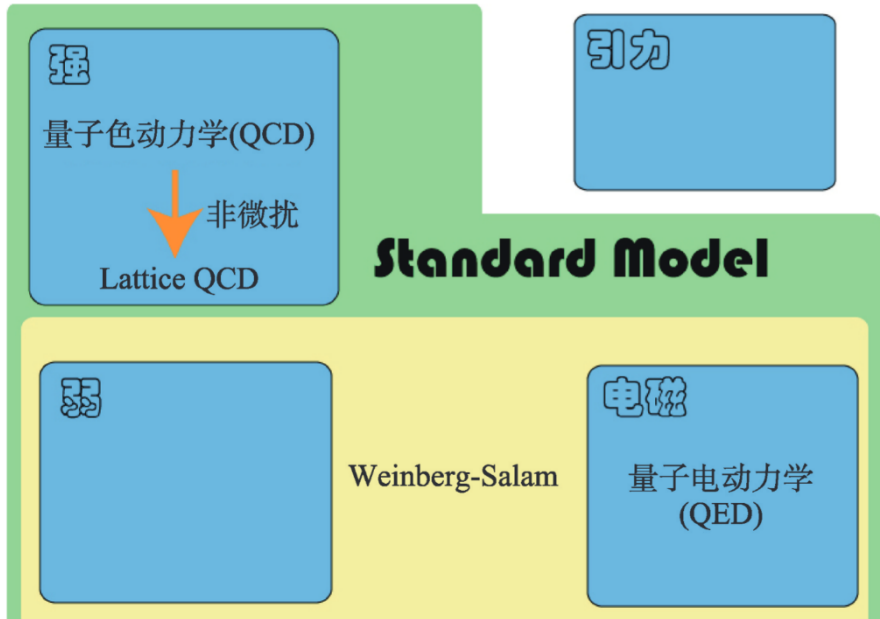 强
量子色动力学(QCD)
非微扰
Lattice QCD
引力
Standard Model
弱
Weinberg-Salam
电磁
量子电动力学
(QED)